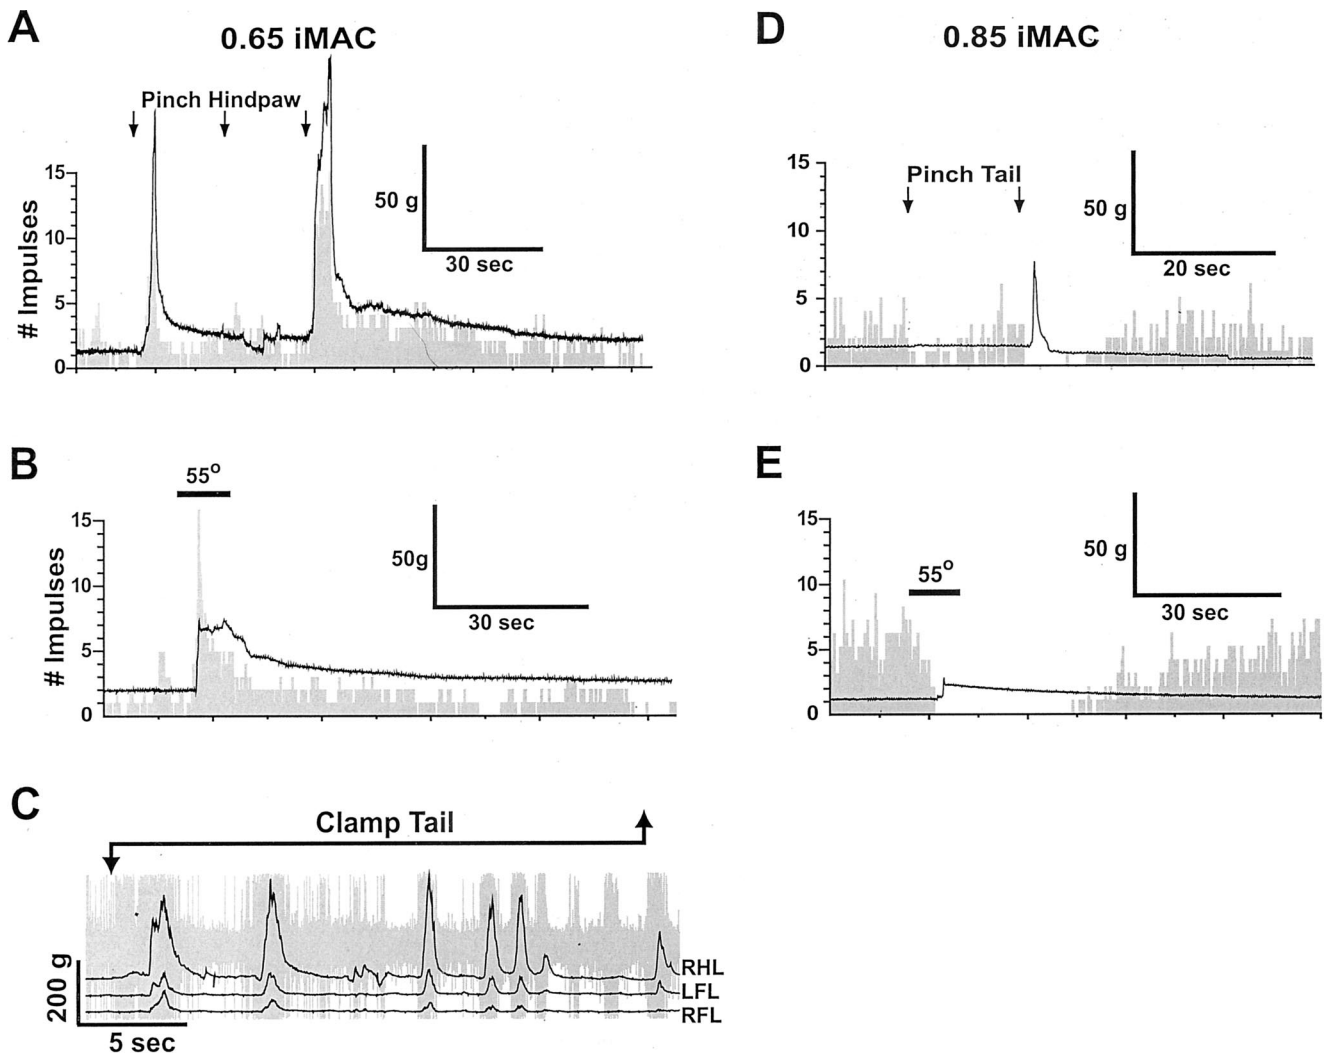 A
0.65 iMAC
Pinch Hindpaw
# Impulses
15
10
5
0
50 g
30 sec
D
0.85 iMAC
Pinch Tail
15
10
5
0
50 g
20 sec
B
55°
# Impulses
15
10
5
0
50g
30 sec
E
55°
15
10
5
0
50 g
30 sec
C
Clamp Tail
RHL
LFL
RFL
200 g
5 sec